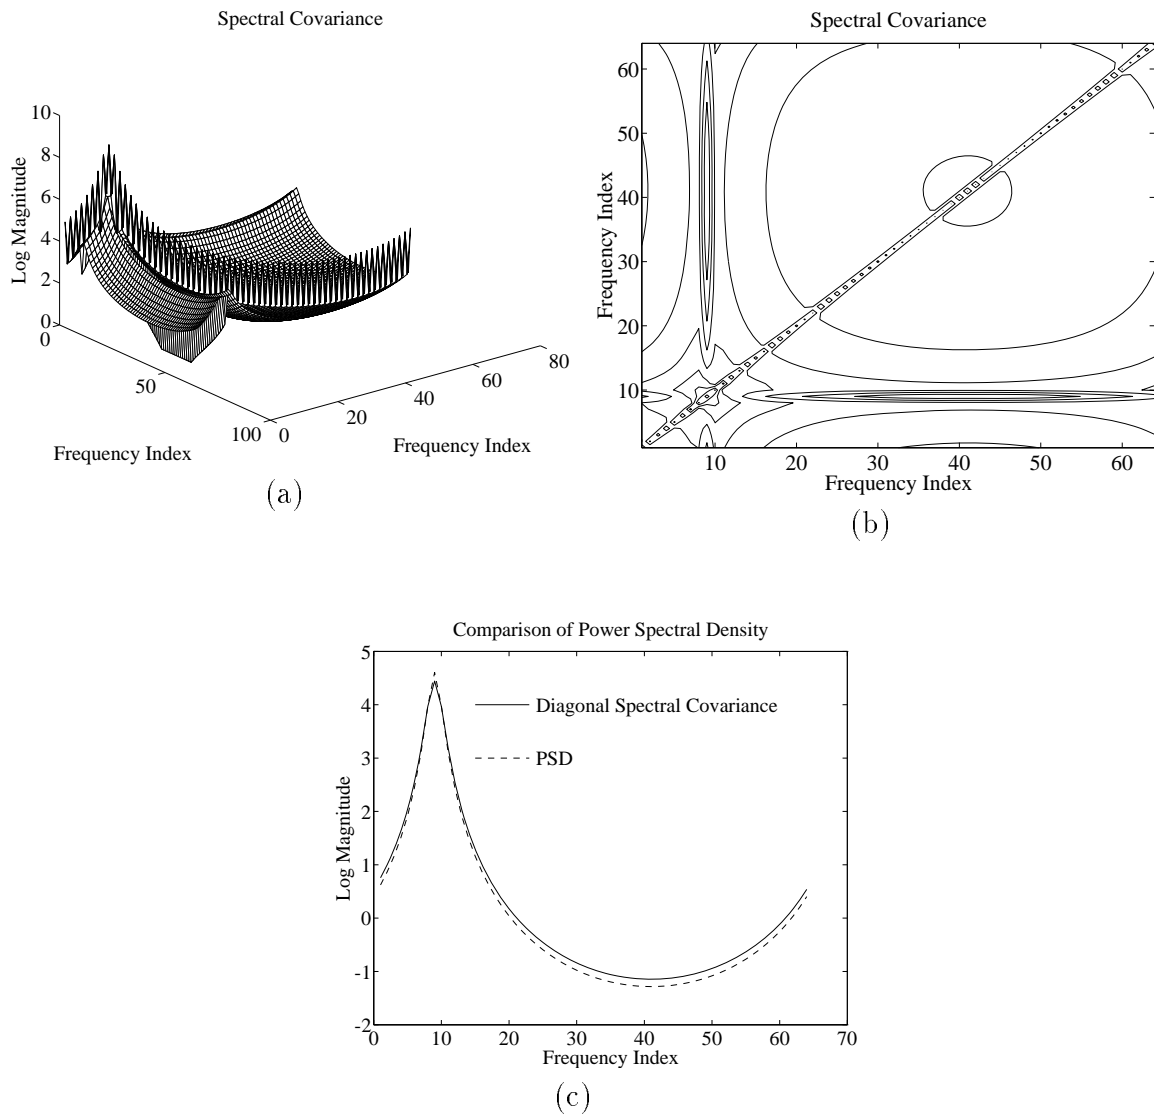 Spectral Covariance
10
8
6
4
2
0
Log Magnitude
0
50
100
Frequency Index
0
20
40
60
80
Frequency Index
(a)
Spectral Covariance
60
50
40
30
20
10
Frequency Index
10 20 30 40 50 60
Frequency Index
(b)
Comparison of Power Spectral Density
5
4
3
2
1
0
-1
-2
Log Magnitude
Diagonal Spectral Covariance
PSD
0 10 20 30 40 50 60 70
Frequency Index
(c)